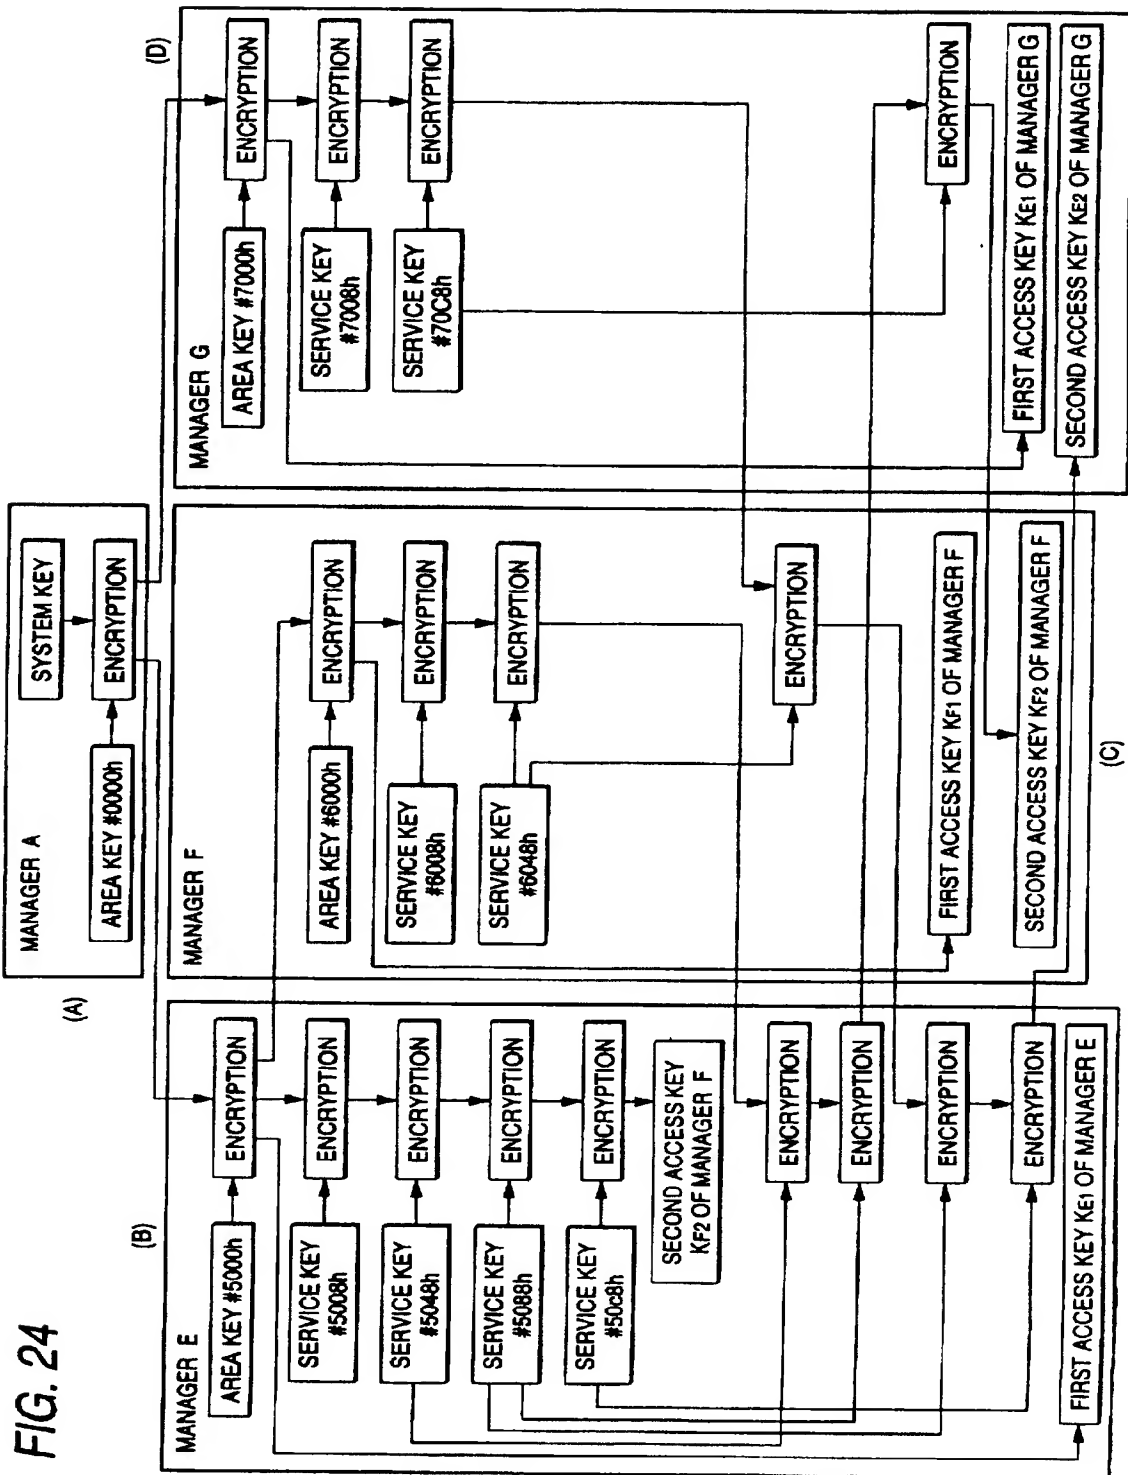 FIG. 24
(A)
MANAGER A
SYSTEM KEY
AREA KEY #0000h
ENCRYPTION
(B)
MANAGER E
AREA KEY #5000h
ENCRYPTION
SERVICE KEY
#5008h
ENCRYPTION
SERVICE KEY
#5048h
ENCRYPTION
SERVICE KEY
#5088h
ENCRYPTION
SERVICE KEY
#50c8h
ENCRYPTION
SECOND ACCESS KEY
KF2 OF MANAGER F
ENCRYPTION
ENCRYPTION
ENCRYPTION
ENCRYPTION
FIRST ACCESS KEY KE1 OF MANAGER E
MANAGER F
AREA KEY #6000h
ENCRYPTION
SERVICE KEY
#6008h
ENCRYPTION
SERVICE KEY
#6048h
ENCRYPTION
ENCRYPTION
FIRST ACCESS KEY KF1 OF MANAGER F
SECOND ACCESS KEY KF2 OF MANAGER F
(C)
(D)
MANAGER G
AREA KEY #7000h
ENCRYPTION
SERVICE KEY
#7008h
ENCRYPTION
SERVICE KEY
#70C8h
ENCRYPTION
ENCRYPTION
FIRST ACCESS KEY KE1 OF MANAGER G
SECOND ACCESS KEY KE2 OF MANAGER G